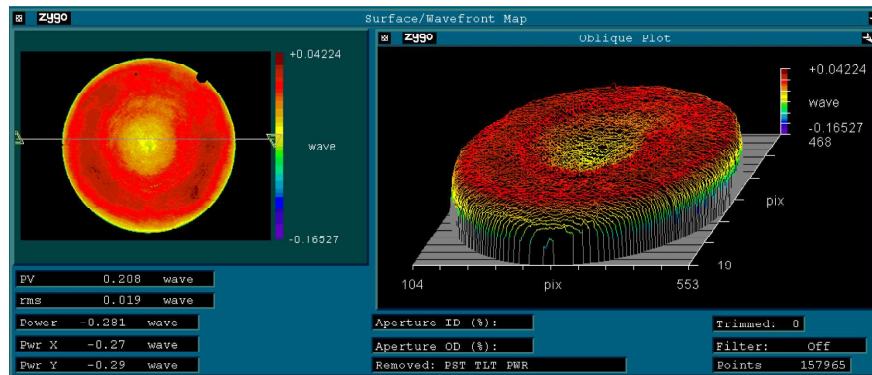 zygo Surface/Wavefront Map
zygo Oblique Plot
+0.04224
wave
-0.16527
+0.04224
wave
-0.16527
468
pix
19
104 pix 553
PV 0.208 wave
rms 0.019 wave
Power -0.281 wave
Pwr X -0.27 wave
Pwr Y -0.29 wave
Aperture ID (%):
Aperture OD (%):
Removed: PST TLT PWR
Trimmed: 0
Filter: Off
Points 157965